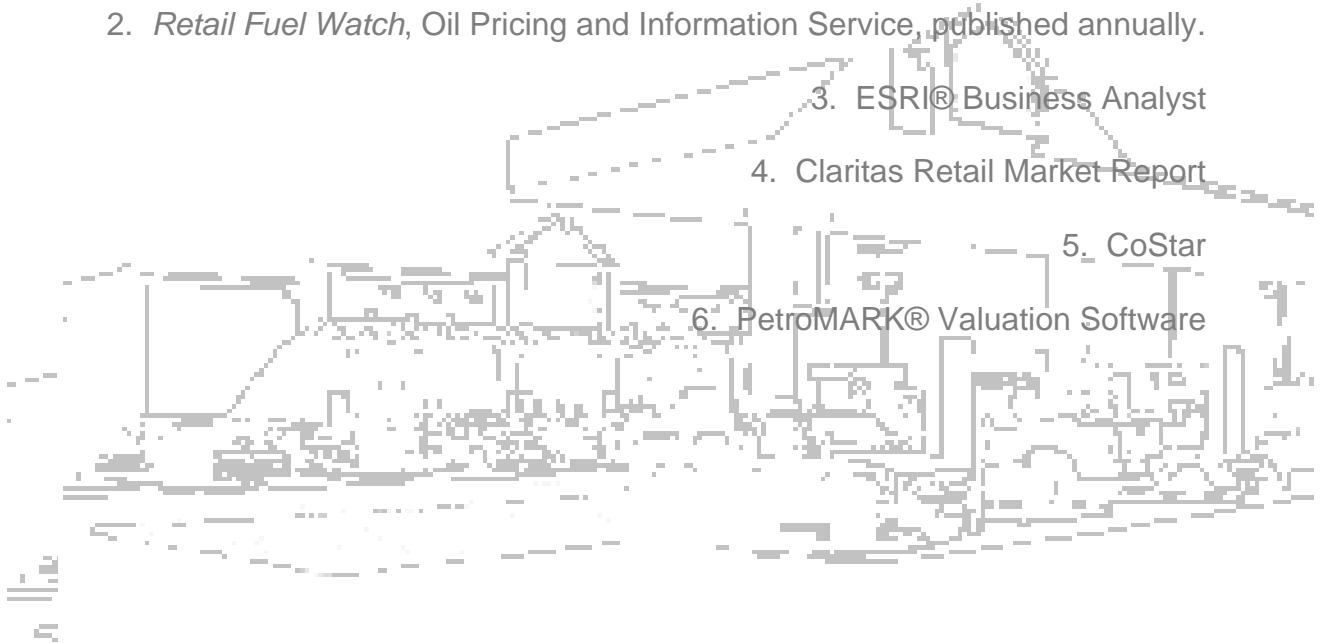 2. Retail Fuel Watch, Oil Pricing and Information Service, published annually.
3. ESRI® Business Analyst
4. Claritas Retail Market Report
5. CoStar
6. PetroMARK® Valuation Software